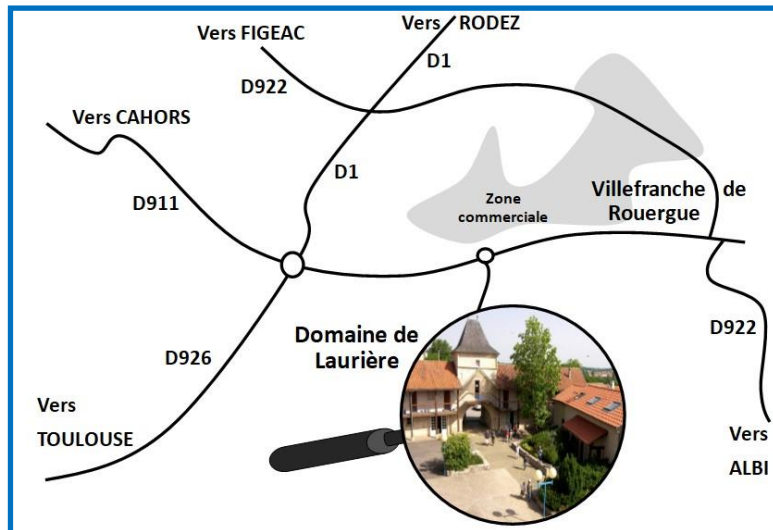 Vers RODEZ
Vers FIGEAC
D1
D922
Vers CAHORS
D1
D911
Zone
commerciale
Villefranche de
Rouergue
Domaine de
Laurière
D922
D926
Vers
TOULOUSE
Vers
ALBI